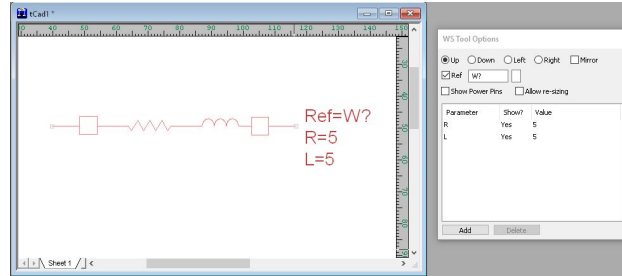 tCad1 *
40 50 60 70 80 90 100 110 120 130 140 150
Ref=W?
R=5
L=5
Sheet 1
WS Tool Options
Up Down Left Right Mirror
Ref W?
Show Power Pins Allow re-sizing
Parameter Show? Value
R Yes 5
L Yes 5
Add Delete